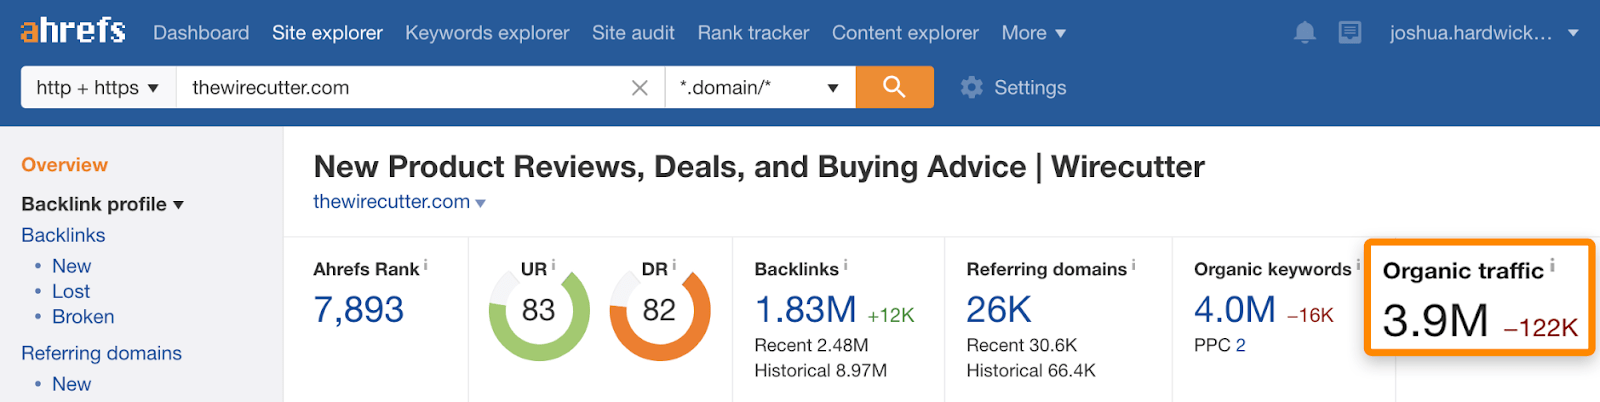 ahrefs Dashboard Site explorer Keywords explorer Site audit Rank tracker Content explorer More ▼ joshua.hardwick... ▼
http + https ▼ thewirecutter.com *.domain/* ▼ Settings
Overview
Backlink profile ▼
Backlinks
• New
• Lost
• Broken
Referring domains
• New
New Product Reviews, Deals, and Buying Advice | Wirecutter
thewirecutter.com ▼
Ahrefs Rank i
7,893
UR i
83
DR i
82
Backlinks i
1.83M +12K
Recent 2.48M
Historical 8.97M
Referring domains i
26K
Recent 30.6K
Historical 66.4K
Organic keywords i
4.0M −16K
PPC 2
Organic traffic i
3.9M −122K